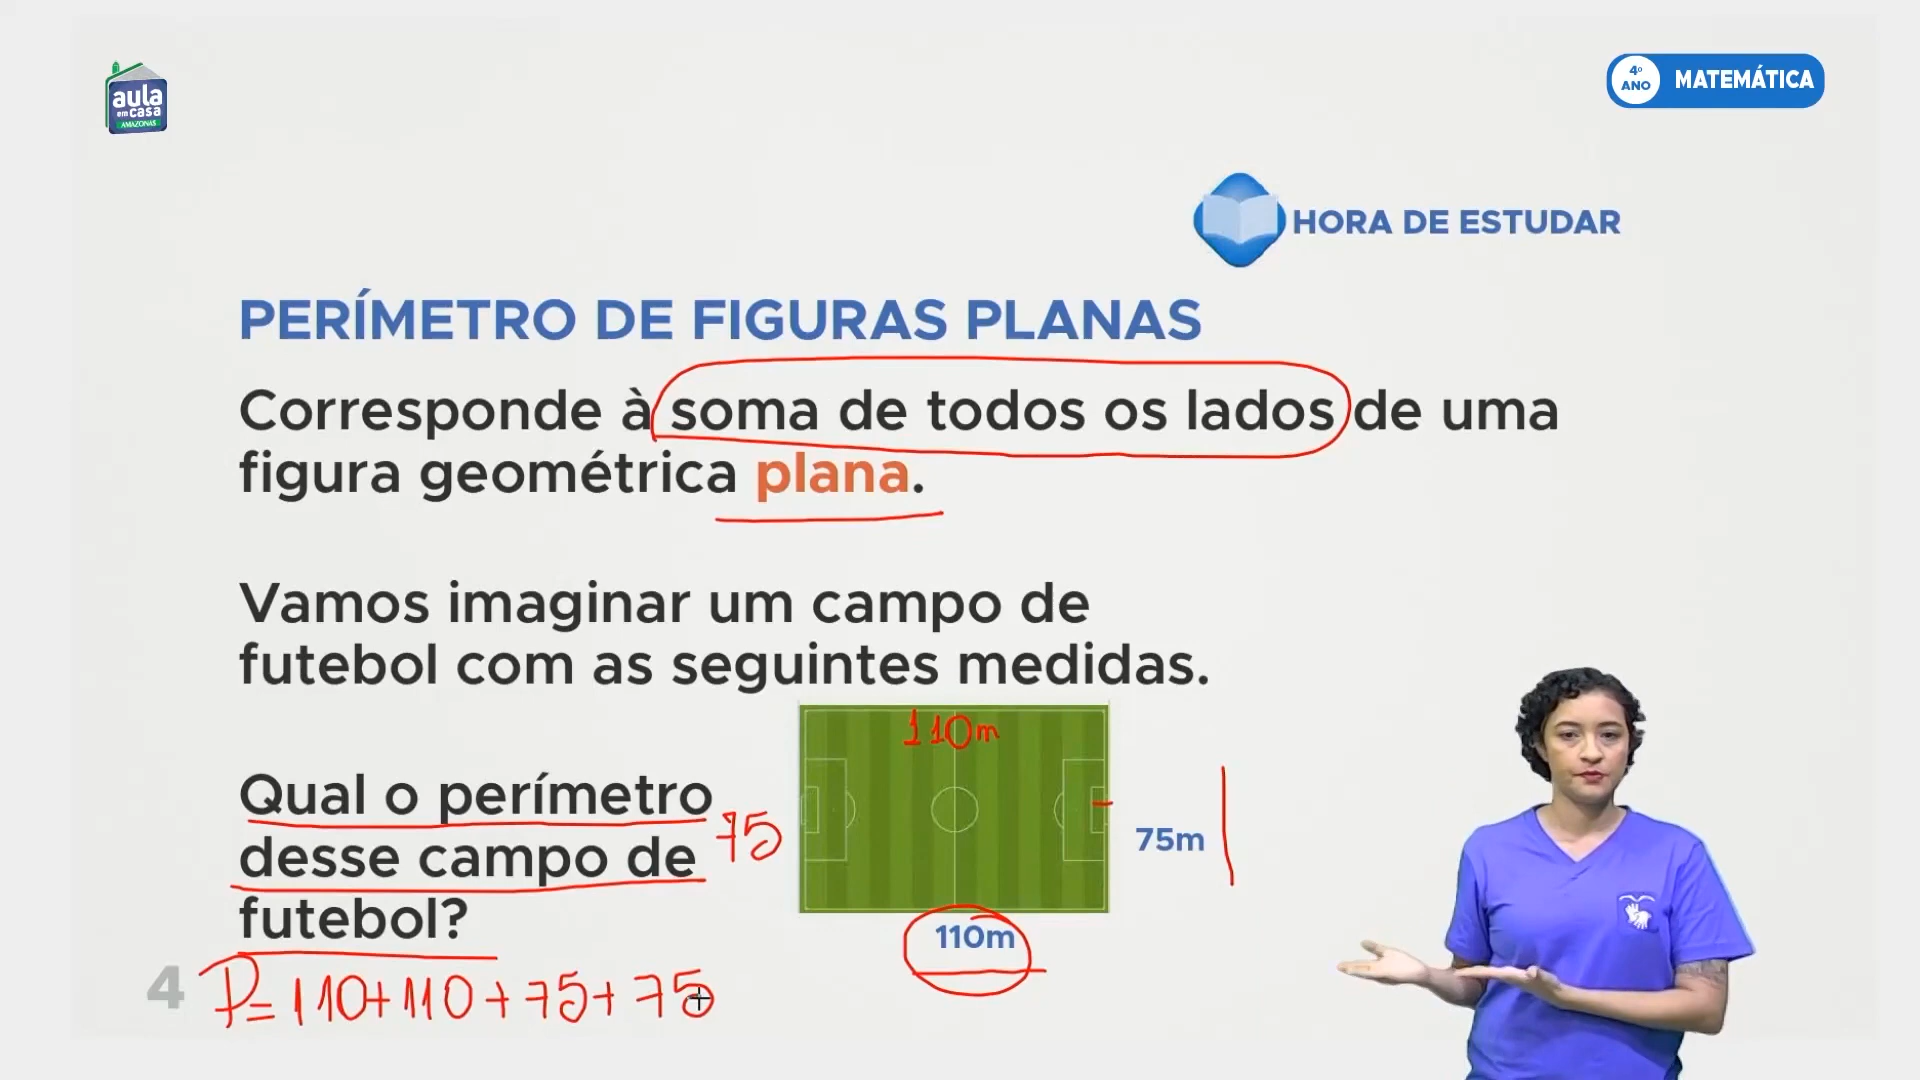 aula
em casa
AMAZONAS
4º
ANO
MATEMÁTICA
HORA DE ESTUDAR
PERÍMETRO DE FIGURAS PLANAS
Corresponde à soma de todos os lados de uma
figura geométrica plana.
Vamos imaginar um campo de
futebol com as seguintes medidas.
110m
Qual o perímetro
desse campo de
futebol?
75
75m
110m
4
P=110+110+75+75